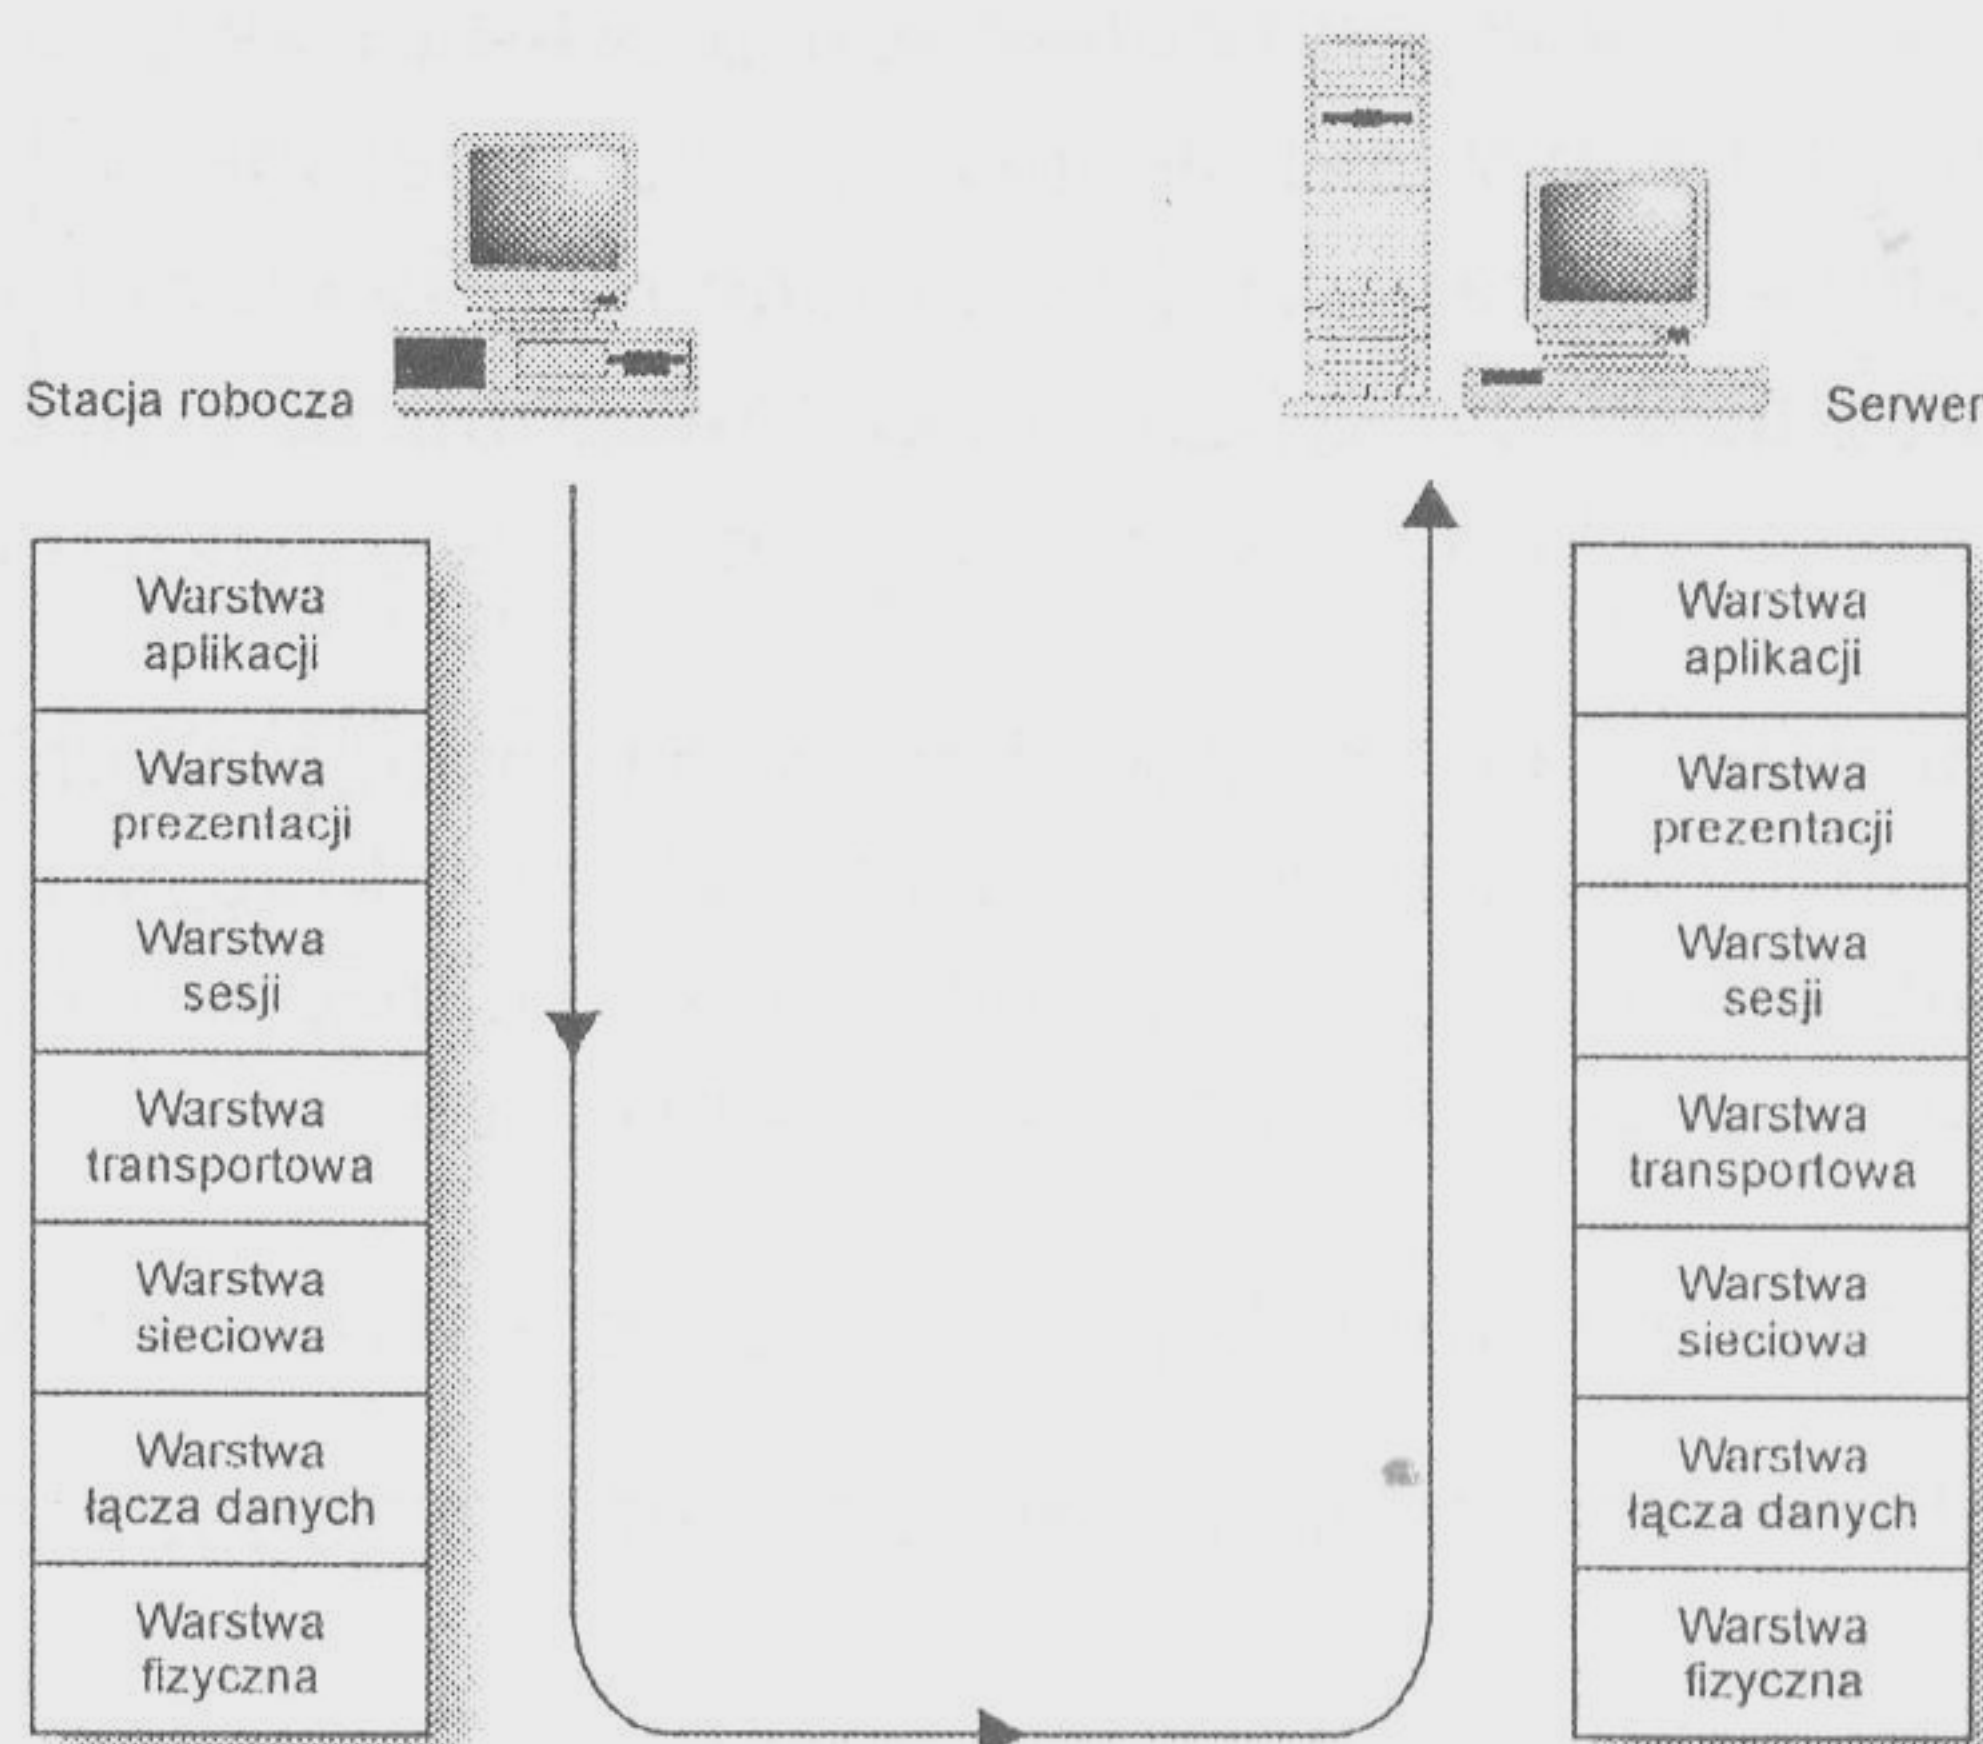 Stacja robocza
Serwer
Warstwa
aplikacji
Warstwa
prezentacji
Warstwa
sesji
Warstwa
transportowa
Warstwa
sieciowa
Warstwa
łącza danych
Warstwa
fizyczna
Warstwa
aplikacji
Warstwa
prezentacji
Warstwa
sesji
Warstwa
transportowa
Warstwa
sieciowa
Warstwa
łącza danych
Warstwa
fizyczna